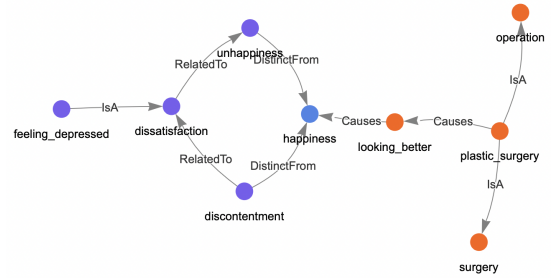 operation
unhappiness
DistinctFrom
RelatedTo
IsA
IsA
feeling_depressed
dissatisfaction
happiness
Causes
looking_better
Causes
plastic_surgery
RelatedTo
DistinctFrom
IsA
discontentment
surgery